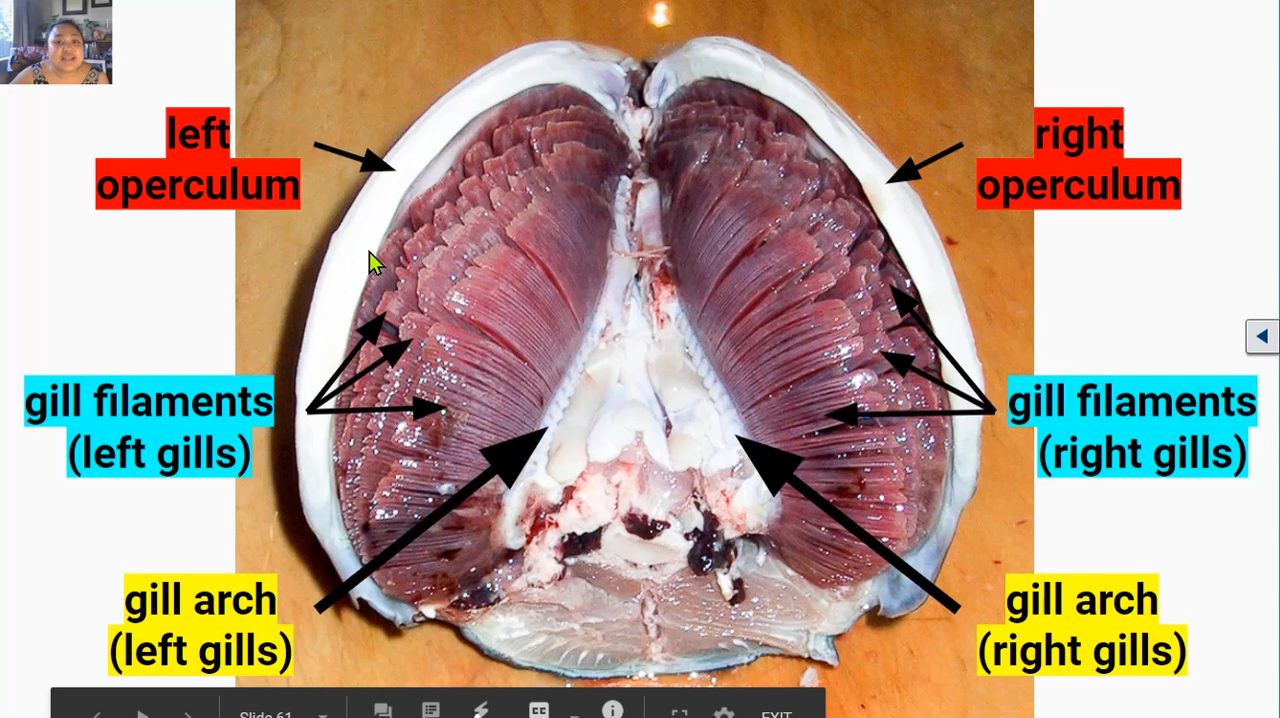 left
operculum
right
operculum
gill filaments
(left gills)
gill filaments
(right gills)
gill arch
(left gills)
gill arch
(right gills)
Slide 61
CC
EXIT